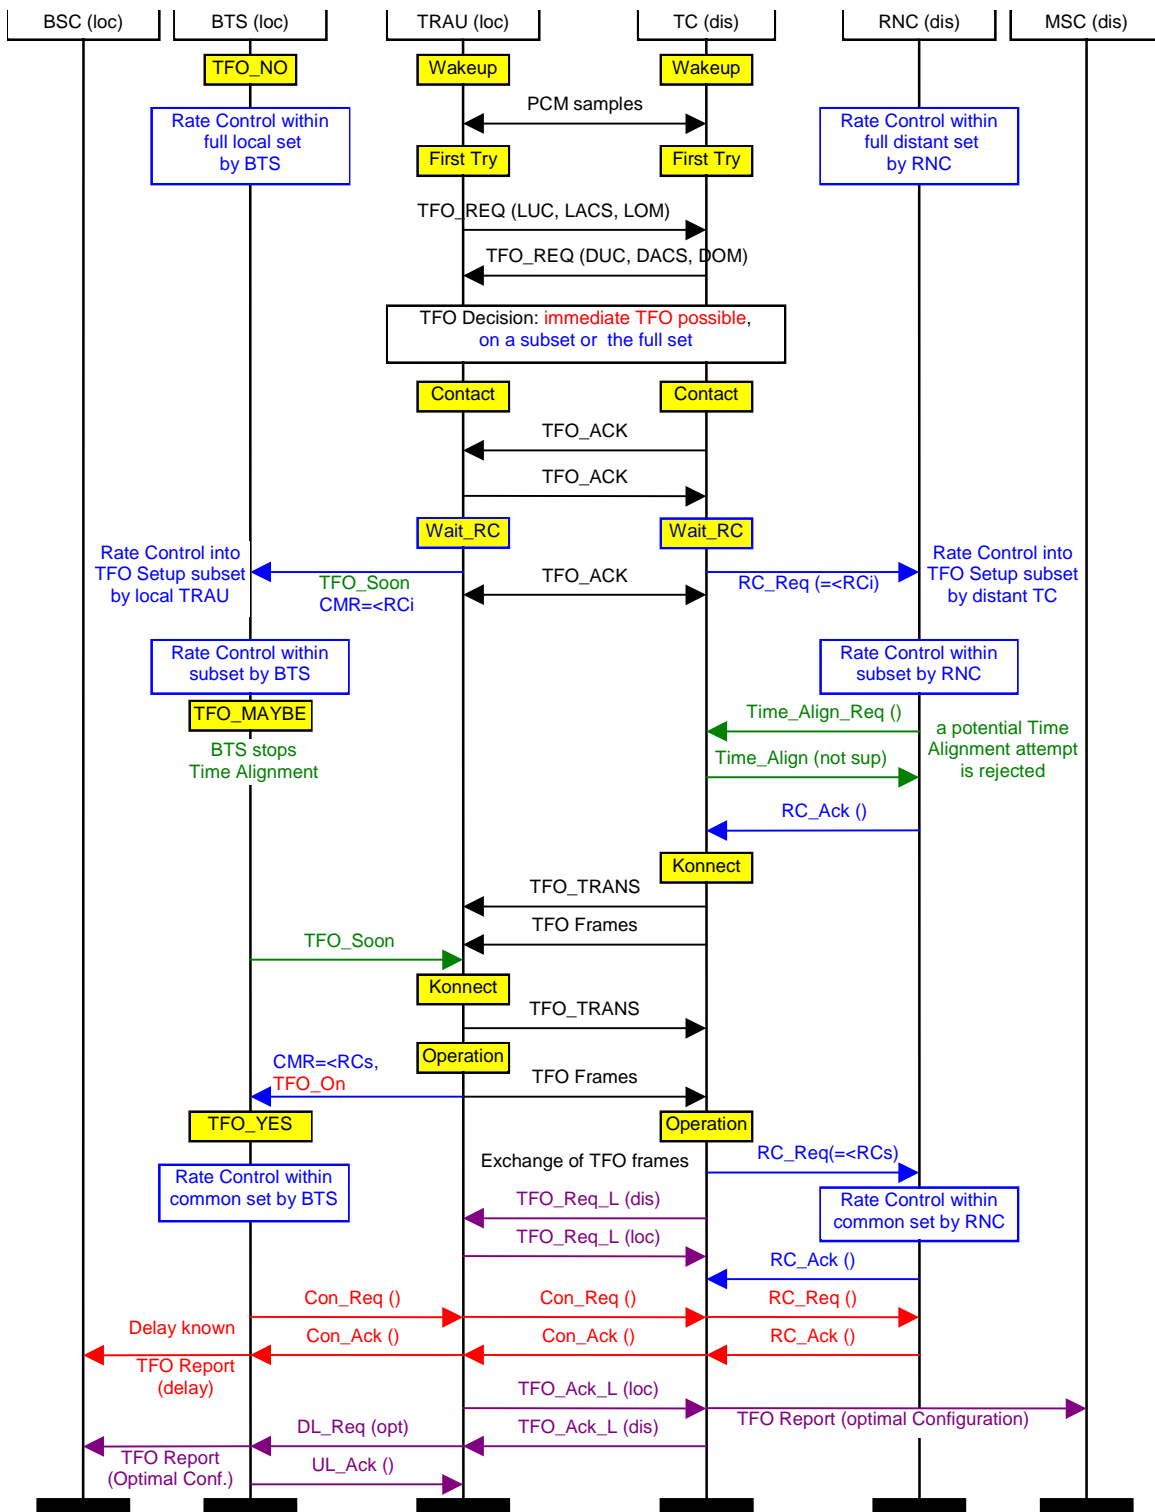 BSC (loc)
BTS (loc)
TRAU (loc)
TC (dis)
RNC (dis)
MSC (dis)
TFO_NO
Wakeup
Wakeup
PCM samples
Rate Control within
full local set
by BTS
Rate Control within
full distant set
by RNC
First Try
First Try
TFO_REQ (LUC, LACS, LOM)
TFO_REQ (DUC, DACS, DOM)
TFO Decision: immediate TFO possible,
on a subset or the full set
Contact
Contact
TFO_ACK
TFO_ACK
Wait_RC
Wait_RC
Rate Control into
TFO Setup subset
by local TRAU
TFO_Soon
CMR=<RCi
TFO_ACK
RC_Req (=<RCi)
Rate Control into
TFO Setup subset
by distant TC
Rate Control within
subset by BTS
Rate Control within
subset by RNC
TFO_MAYBE
BTS stops
Time Alignment
Time_Align_Req ()
a potential Time
Alignment attempt
is rejected
Time_Align (not sup)
RC_Ack ()
Konnect
TFO_TRANS
TFO Frames
TFO_Soon
Konnect
TFO_TRANS
Operation
CMR=<RCs,
TFO_On
TFO Frames
TFO_YES
Operation
Exchange of TFO frames
RC_Req(=<RCs)
Rate Control within
common set by BTS
Rate Control within
common set by RNC
TFO_Req_L (dis)
TFO_Req_L (loc)
RC_Ack ()
Con_Req ()
Con_Req ()
RC_Req ()
Delay known
Con_Ack ()
Con_Ack ()
RC_Ack ()
TFO Report
(delay)
TFO_Ack_L (loc)
TFO Report (optimal Configuration)
DL_Req (opt)
TFO_Ack_L (dis)
TFO Report
(Optimal Conf.)
UL_Ack ()